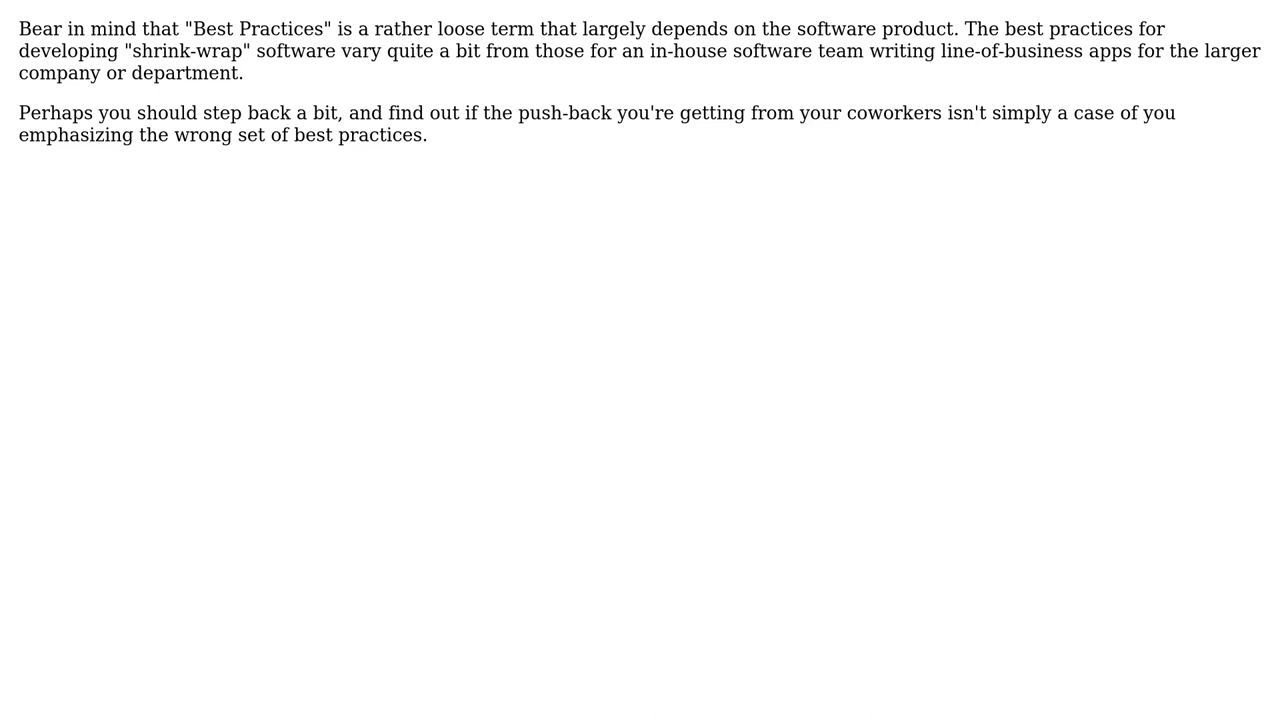 Bear in mind that "Best Practices" is a rather loose term that largely depends on the software product. The best practices for
developing "shrink-wrap" software vary quite a bit from those for an in-house software team writing line-of-business apps for the larger
company or department.
Perhaps you should step back a bit, and find out if the push-back you're getting from your coworkers isn't simply a case of you
emphasizing the wrong set of best practices.